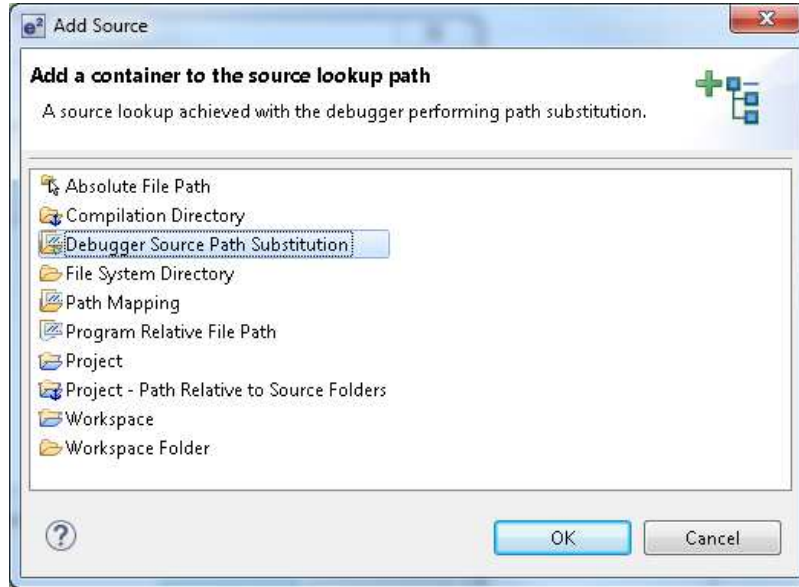 e² Add Source
Add a container to the source lookup path
A source lookup achieved with the debugger performing path substitution.
Absolute File Path
Compilation Directory
Debugger Source Path Substitution
File System Directory
Path Mapping
Program Relative File Path
Project
Project - Path Relative to Source Folders
Workspace
Workspace Folder
? OK Cancel